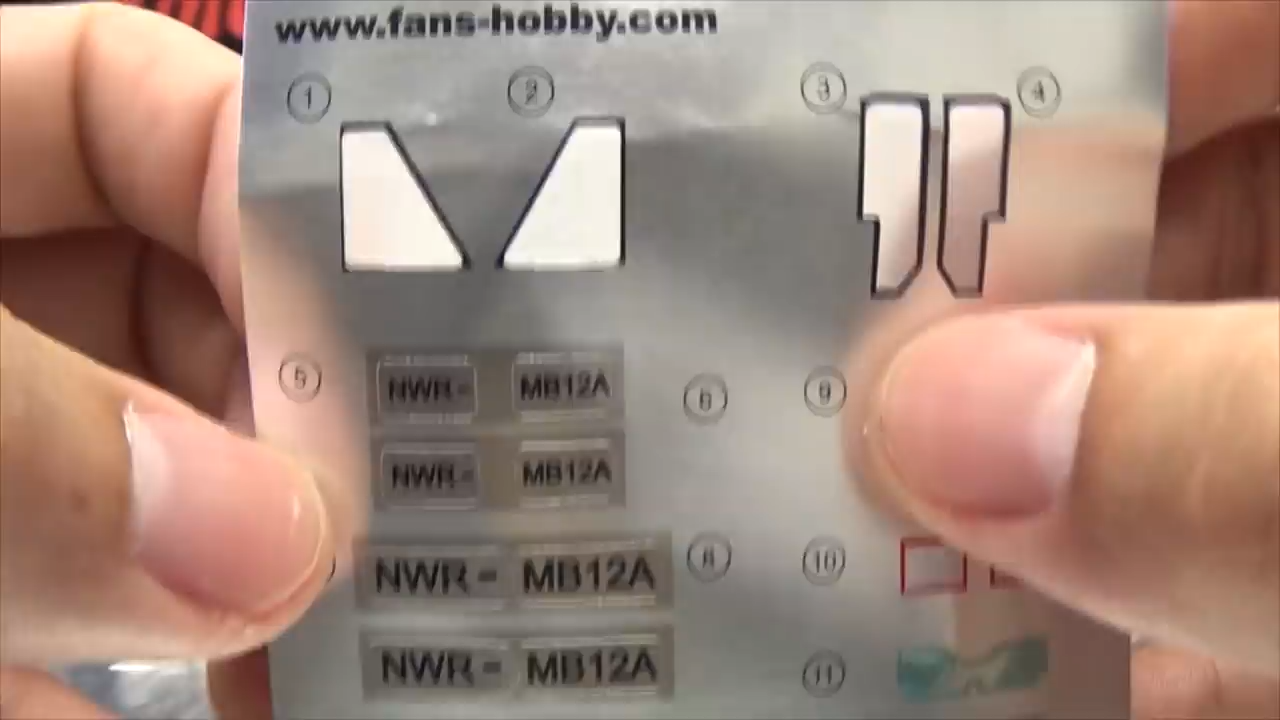 www.fans-hobby.com
1 2 3 4
5 NWR- MB12A 6 9
NWR- MB12A
NWR- MB12A 8 10
NWR- MB12A 11